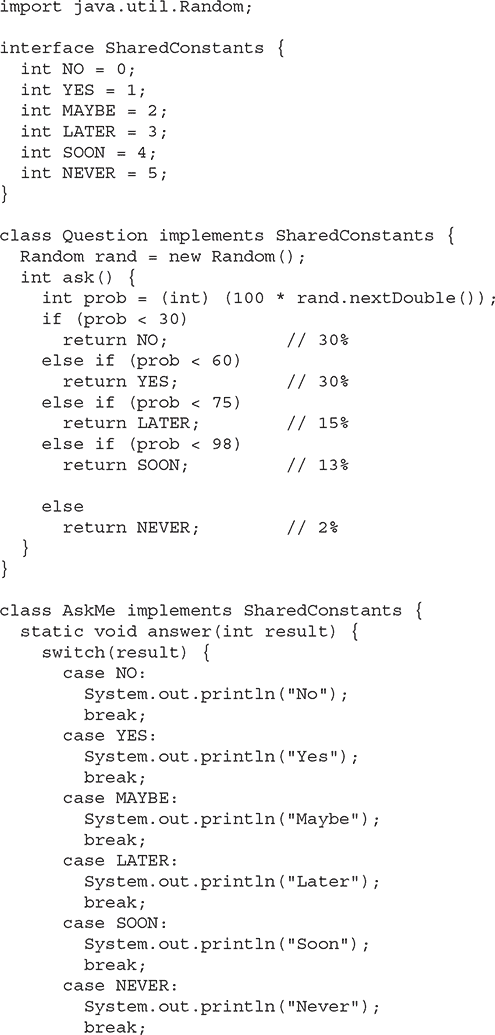 import java.util.Random;

interface SharedConstants {
  int NO = 0;
  int YES = 1;
  int MAYBE = 2;
  int LATER = 3;
  int SOON = 4;
  int NEVER = 5;
}

class Question implements SharedConstants {
  Random rand = new Random();
  int ask() {
    int prob = (int) (100 * rand.nextDouble());
    if (prob < 30)
      return NO;           // 30%
    else if (prob < 60)
      return YES;          // 30%
    else if (prob < 75)
      return LATER;        // 15%
    else if (prob < 98)
      return SOON;         // 13%

    else
      return NEVER;        // 2%
  }
}

class AskMe implements SharedConstants {
  static void answer(int result) {
    switch(result) {
      case NO:
        System.out.println("No");
        break;
      case YES:
        System.out.println("Yes");
        break;
      case MAYBE:
        System.out.println("Maybe");
        break;
      case LATER:
        System.out.println("Later");
        break;
      case SOON:
        System.out.println("Soon");
        break;
      case NEVER:
        System.out.println("Never");
        break;